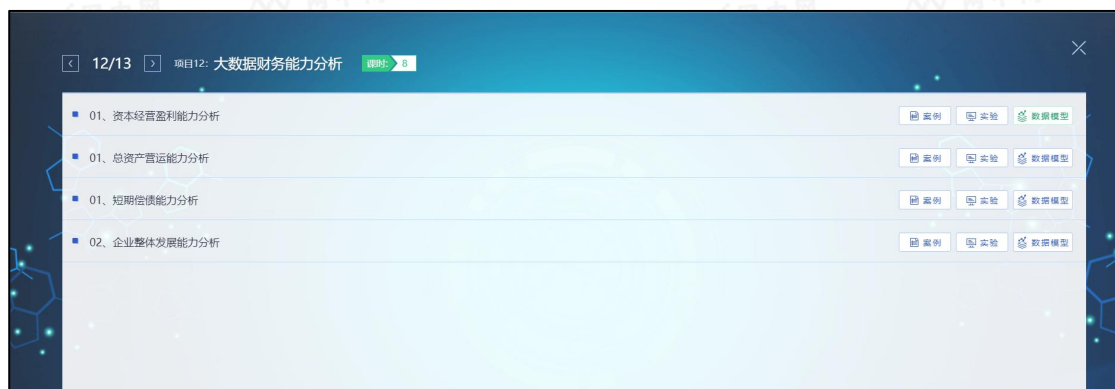 12/13 项目12: 大数据财务能力分析 课时: 8
01、资本经营盈利能力分析 案例 实验 数据模型
01、总资产营运能力分析 案例 实验 数据模型
01、短期偿债能力分析 案例 实验 数据模型
02、企业整体发展能力分析 案例 实验 数据模型